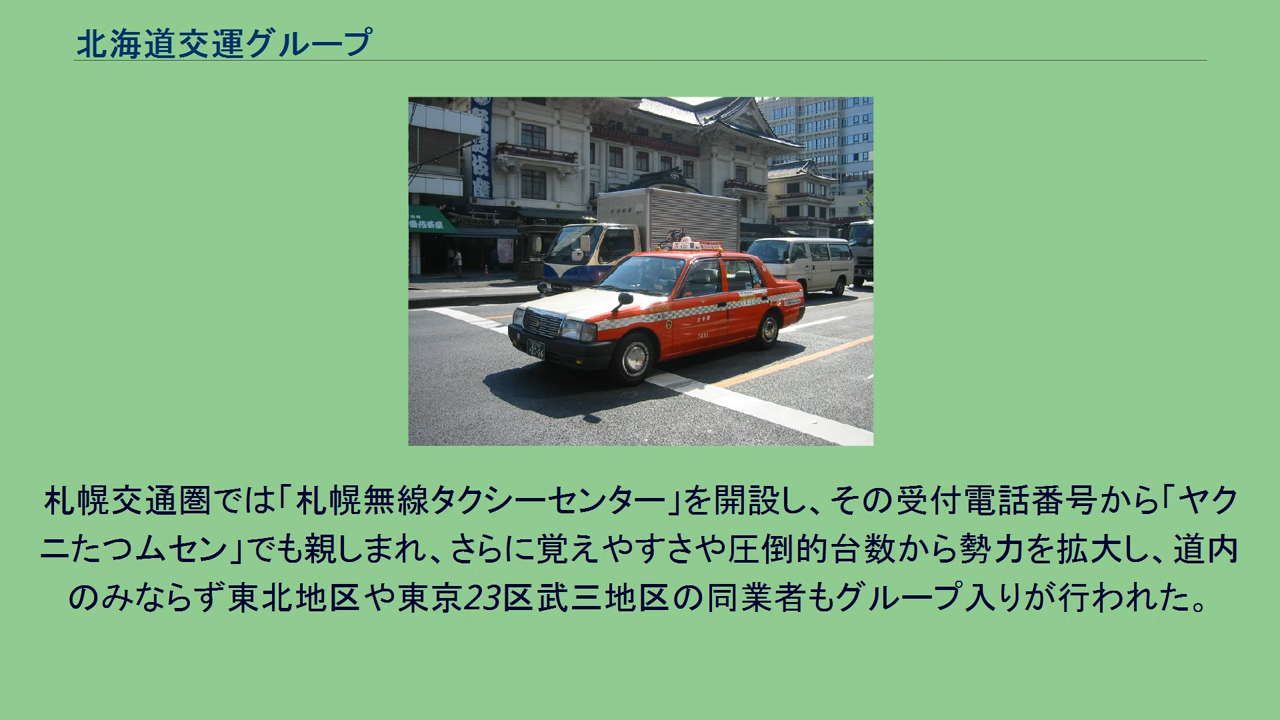 北海道交運グループ
歌舞伎座
TAXI
札幌交通圏では「札幌無線タクシーセンター」を開設し、その受付電話番号から「ヤク
ニたつムセン」でも親しまれ、さらに覚えやすさや圧倒的台数から勢力を拡大し、道内
のみならず東北地区や東京23区武三地区の同業者もグループ入りが行われた。